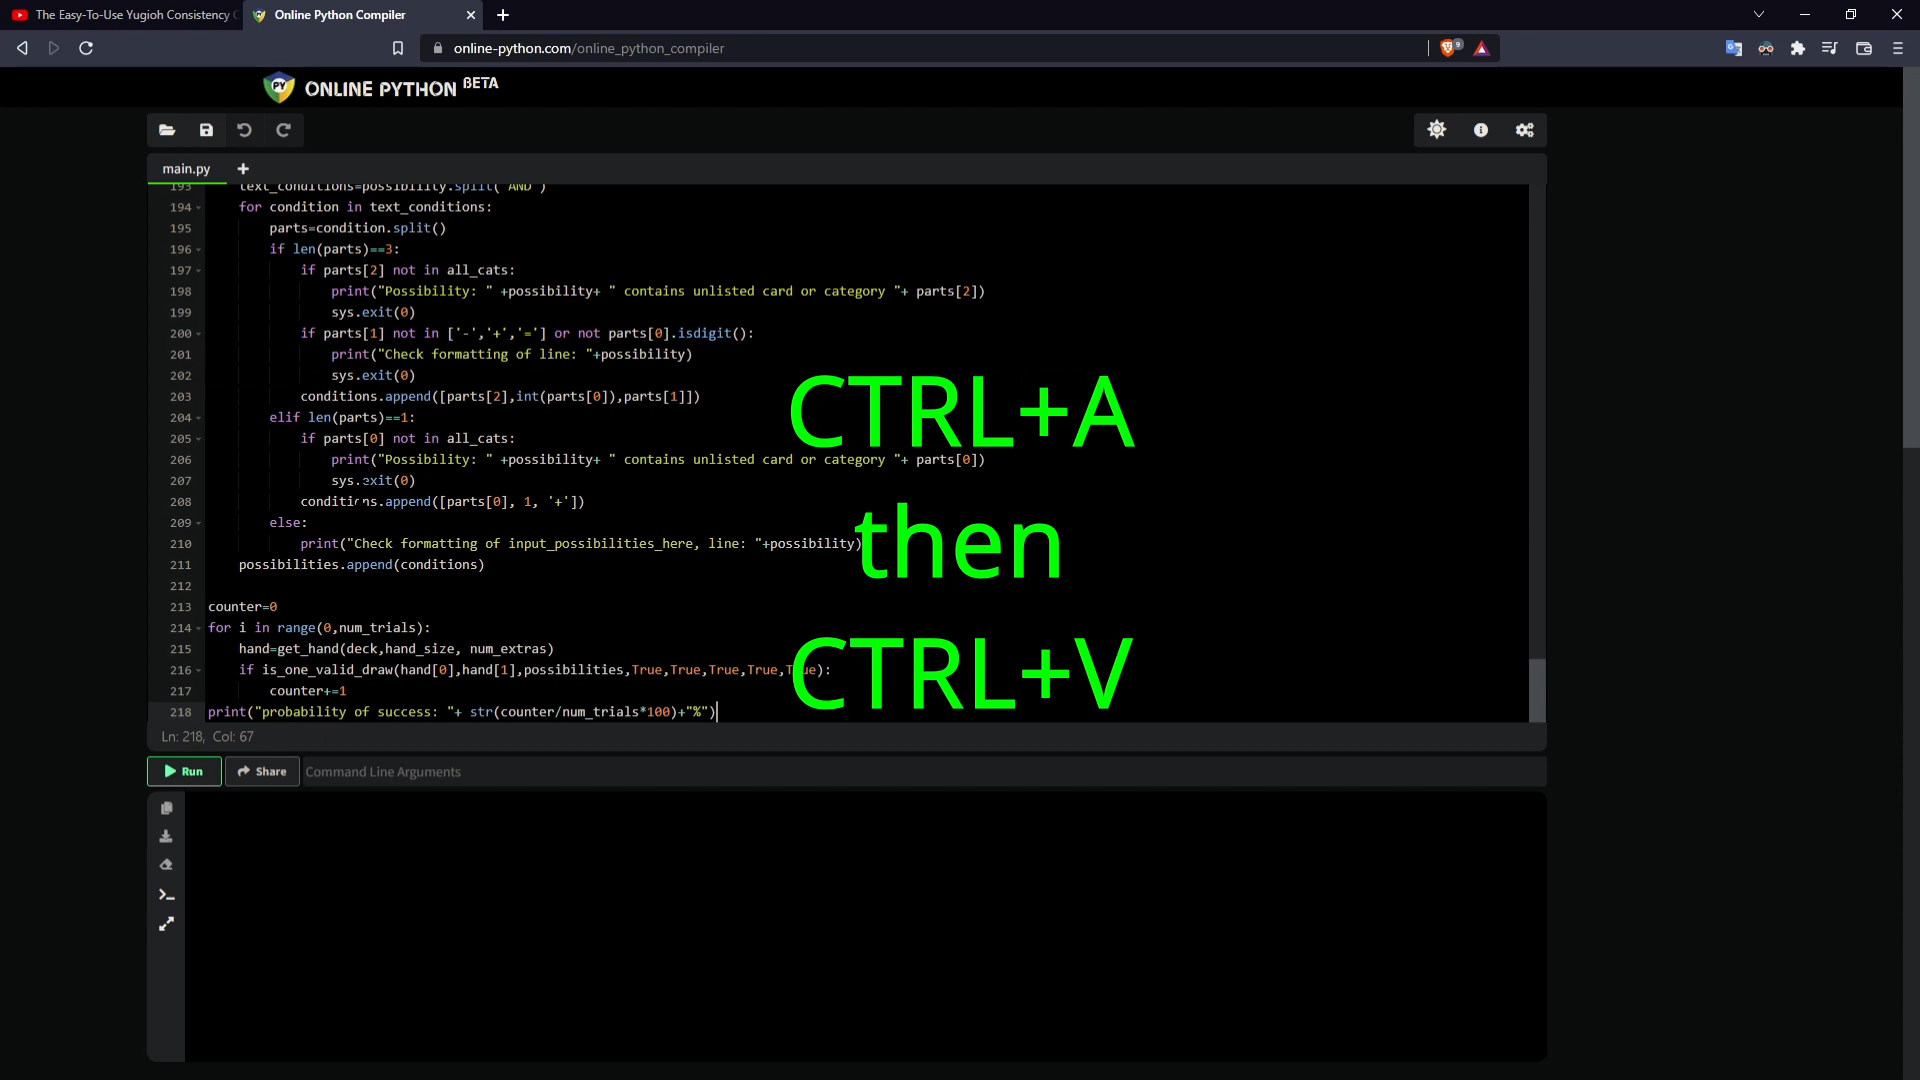 The Easy-To-Use Yugioh Consistency
Online Python Compiler
online-python.com/online_python_compiler
9
PY
ONLINE PYTHON BETA
main.py
193 text_conditions=possibility.split("AND")
194 for condition in text_conditions:
195 parts=condition.split()
196 if len(parts)==3:
197 if parts[2] not in all_cats:
198 print("Possibility: " +possibility+ " contains unlisted card or category "+ parts[2])
199 sys.exit(0)
200 if parts[1] not in ['-','+','='] or not parts[0].isdigit():
201 print("Check formatting of line: "+possibility)
202 sys.exit(0)
203 conditions.append([parts[2],int(parts[0]),parts[1]])
204 elif len(parts)==1:
205 if parts[0] not in all_cats:
206 print("Possibility: " +possibility+ " contains unlisted card or category "+ parts[0])
207 sys.exit(0)
208 conditions.append([parts[0], 1, '+'])
209 else:
210 print("Check formatting of input_possibilities_here, line: "+possibility)
211 possibilities.append(conditions)
212
213 counter=0
214 for i in range(0,num_trials):
215 hand=get_hand(deck,hand_size, num_extras)
216 if is_one_valid_draw(hand[0],hand[1],possibilities,True,True,True,True,True):
217 counter+=1
218 print("probability of success: "+ str(counter/num_trials*100)+"%")
CTRL+A
then
CTRL+V
Ln: 218, Col: 67
Run
Share
Command Line Arguments